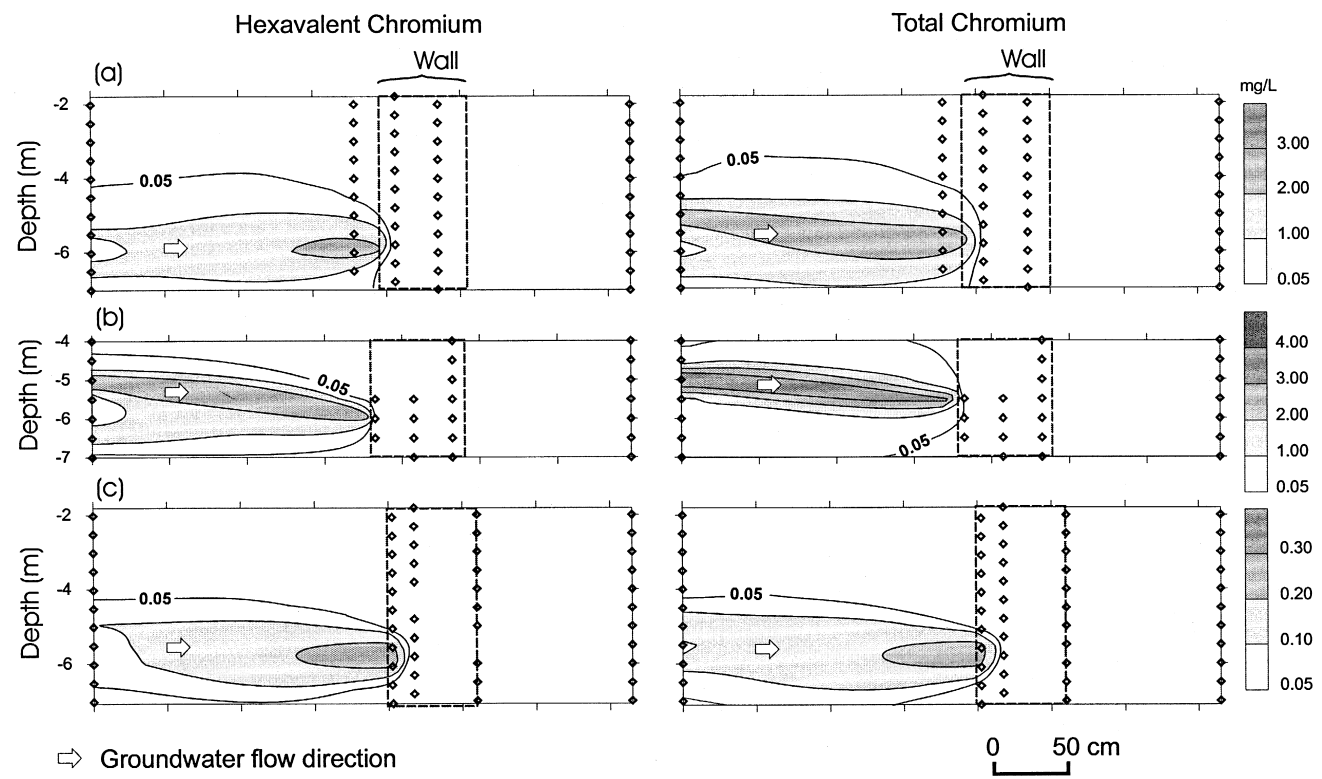 Hexavalent Chromium
Total Chromium
Wall
Wall
(a)
mg/L
Depth (m)
-2
-4
-6
0.05
0.05
3.00
2.00
1.00
0.05
(b)
Depth (m)
-4
-5
-6
-7
0.05
0.05
4.00
3.00
2.00
1.00
0.05
(c)
Depth (m)
-2
-4
-6
0.05
0.05
0.30
0.20
0.10
0.05
Groundwater flow direction
0 50 cm